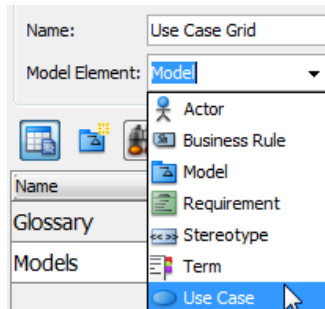 Name: Use Case Grid
Model Element: Model
Actor
Business Rule
Model
Requirement
Stereotype
Term
Use Case
Name
Glossary
Models